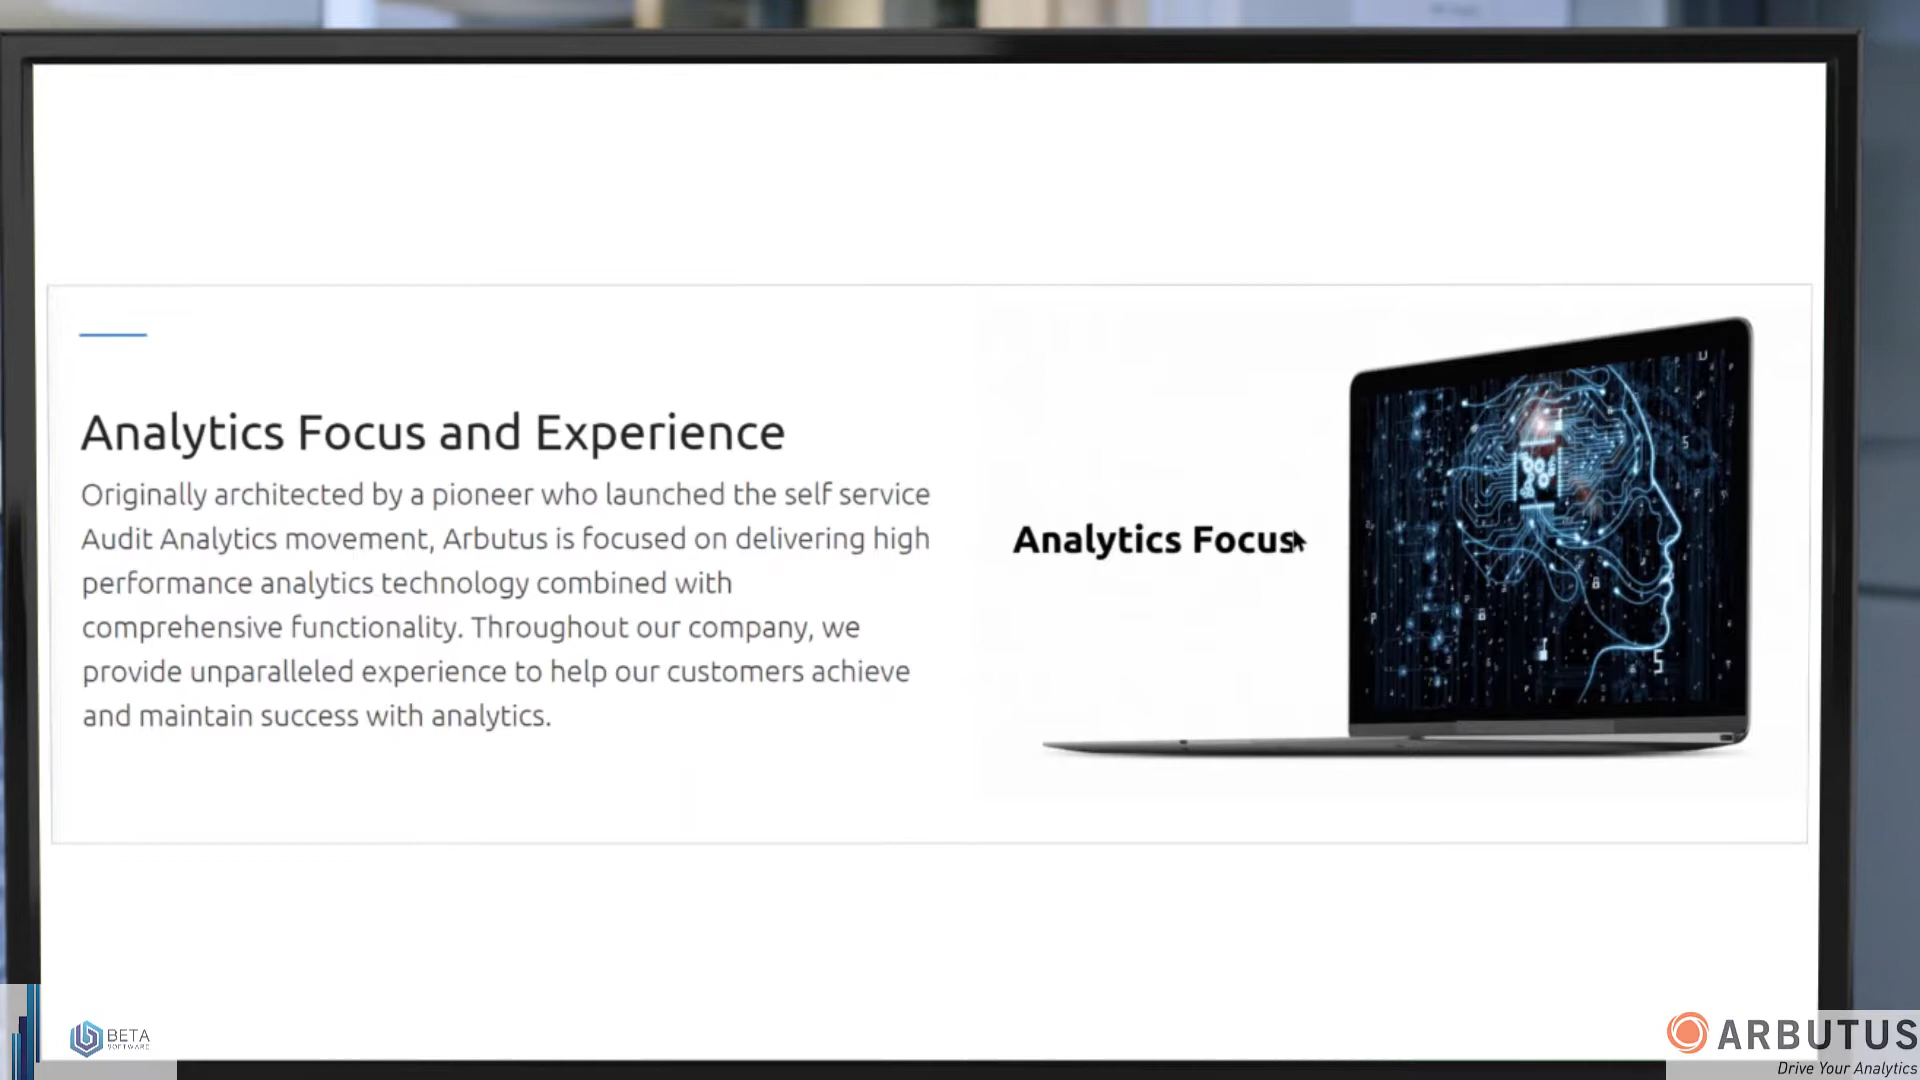 Analytics Focus and Experience
Originally architected by a pioneer who launched the self service
Audit Analytics movement, Arbutus is focused on delivering high
performance analytics technology combined with
comprehensive functionality. Throughout our company, we
provide unparalleled experience to help our customers achieve
and maintain success with analytics.
Analytics Focus
BETA
SOFTWARE
ARBUTUS
Drive Your Analytics